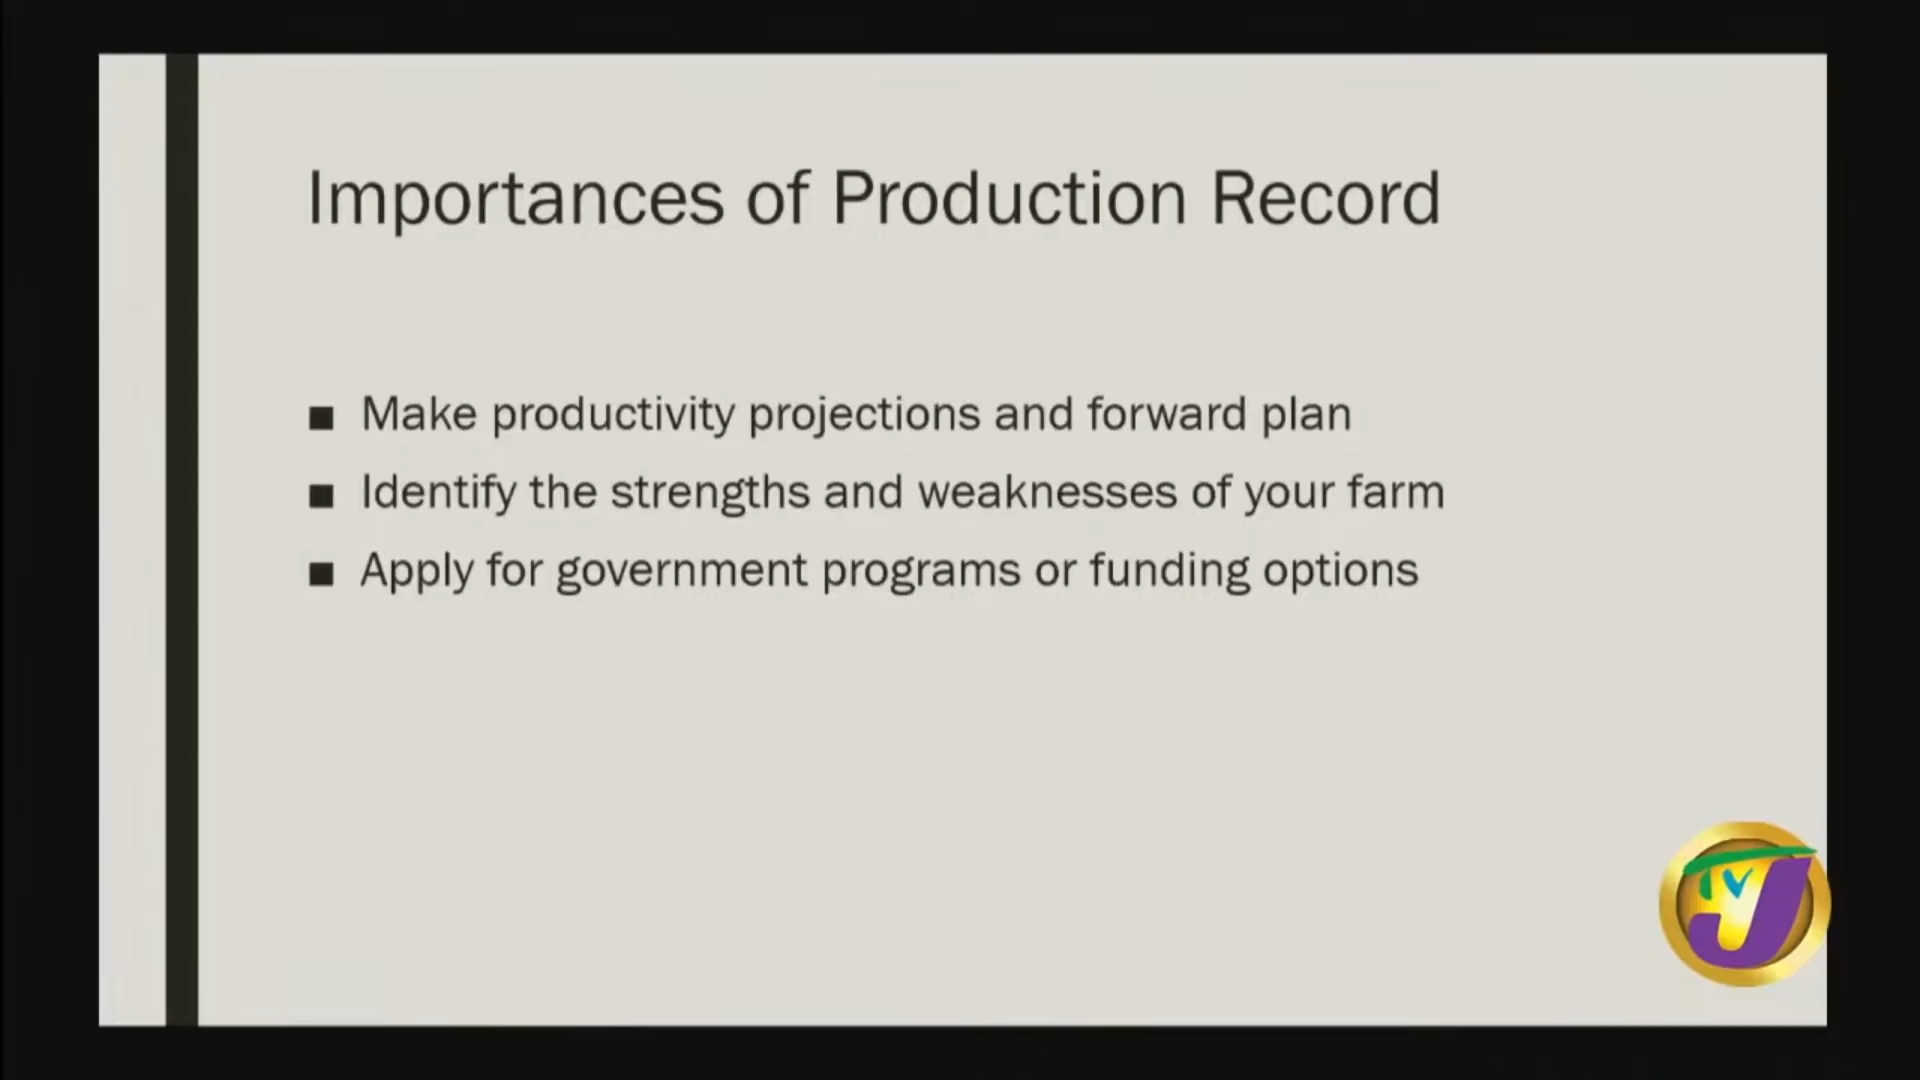 Importances of Production Record
■ Make productivity projections and forward plan
■ Identify the strengths and weaknesses of your farm
■ Apply for government programs or funding options
TVJ